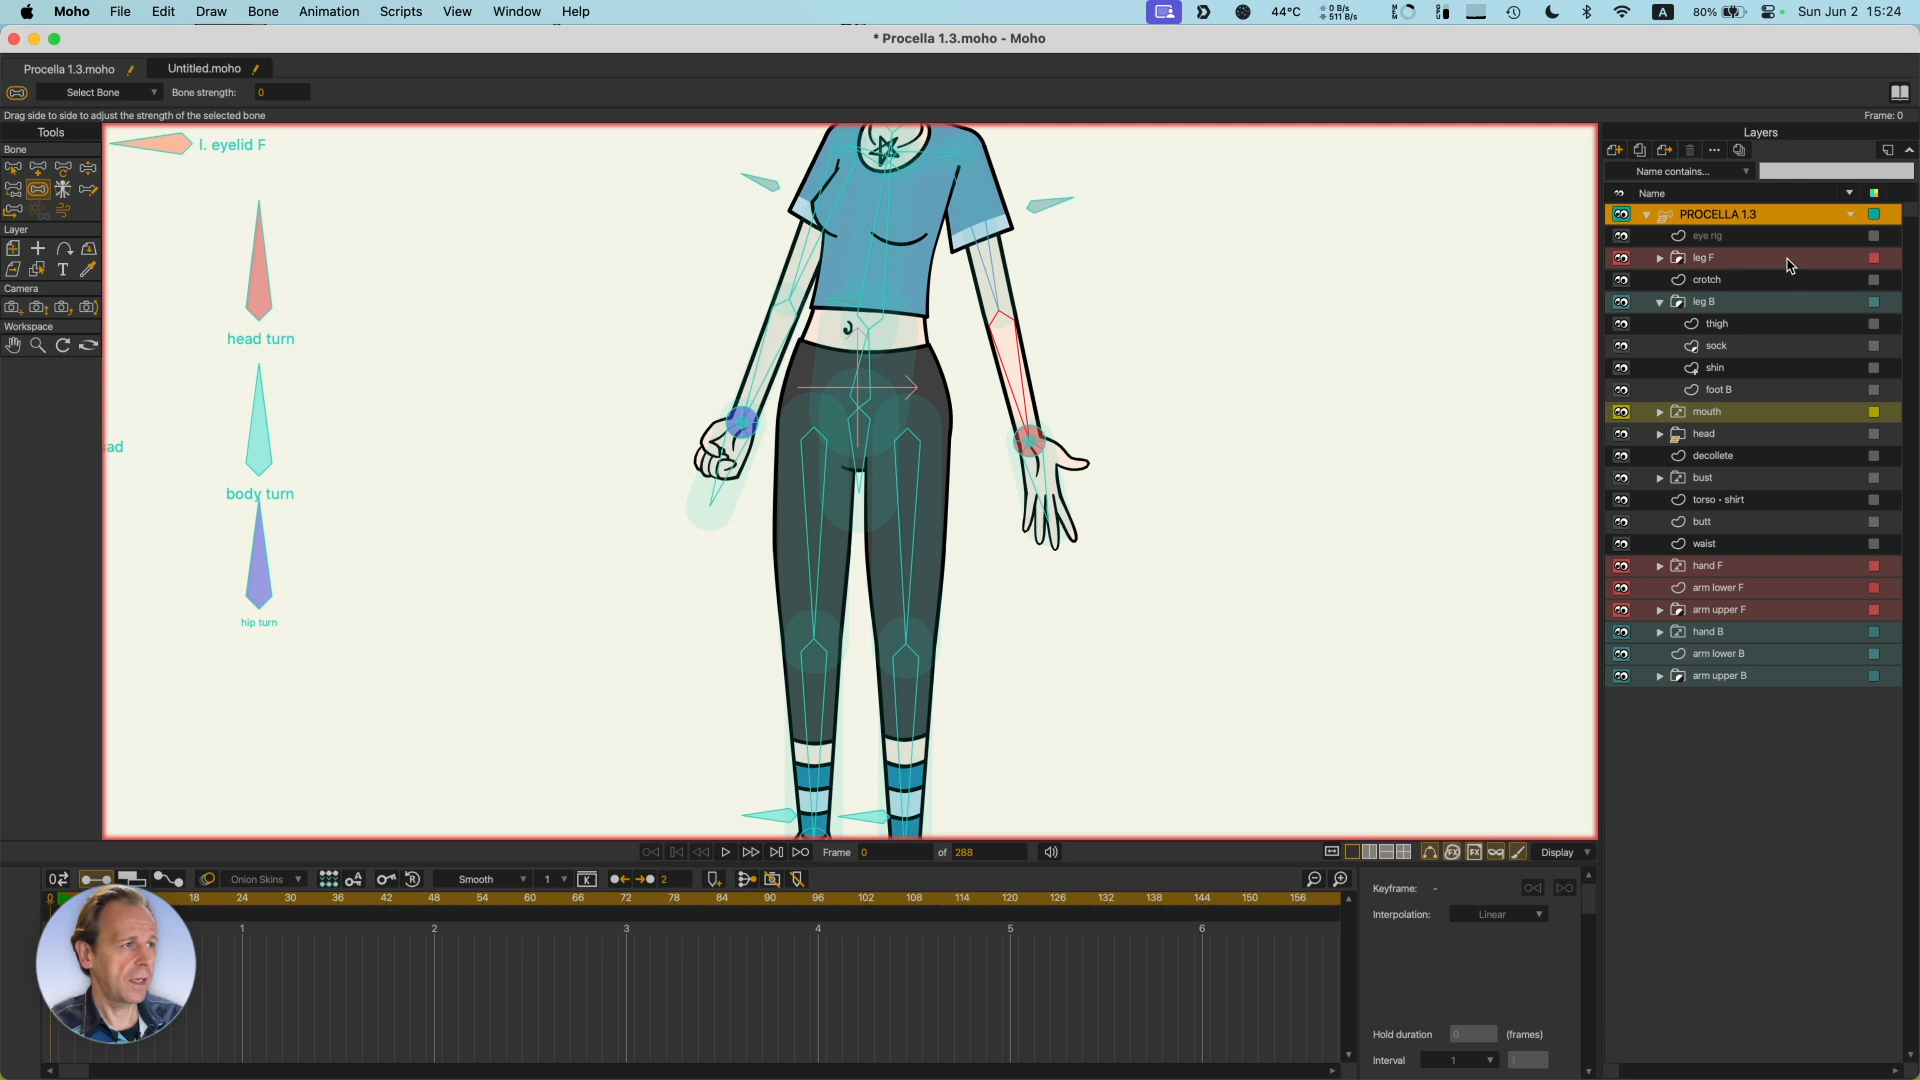 Moho File Edit Draw Bone Animation Scripts View Window Help
44°C 0 B/s 511 B/s A 80% Sun Jun 2 15:24
* Procella 1.3.moho - Moho
Procella 1.3.moho Untitled.moho
Select Bone Bone strength: 0
Drag side to side to adjust the strength of the selected bone Frame: 0
Tools
Bone
Layer
Camera
Workspace
l. eyelid F
head turn
ad
body turn
hip turn
Layers
Name contains...
Name
PROCELLA 1.3
eye rig
leg F
crotch
leg B
thigh
sock
shin
foot B
mouth
head
decollete
bust
torso • shirt
butt
waist
hand F
arm lower F
arm upper F
hand B
arm lower B
arm upper B
Frame 0 of 288 Display
Onion Skins Smooth 1 2
0 18 24 30 36 42 48 54 60 66 72 78 84 90 96 102 108 114 120 126 132 138 144 150 156
1 2 3 4 5 6
Keyframe: -
Interpolation: Linear
Hold duration 0 (frames)
Interval 1 1